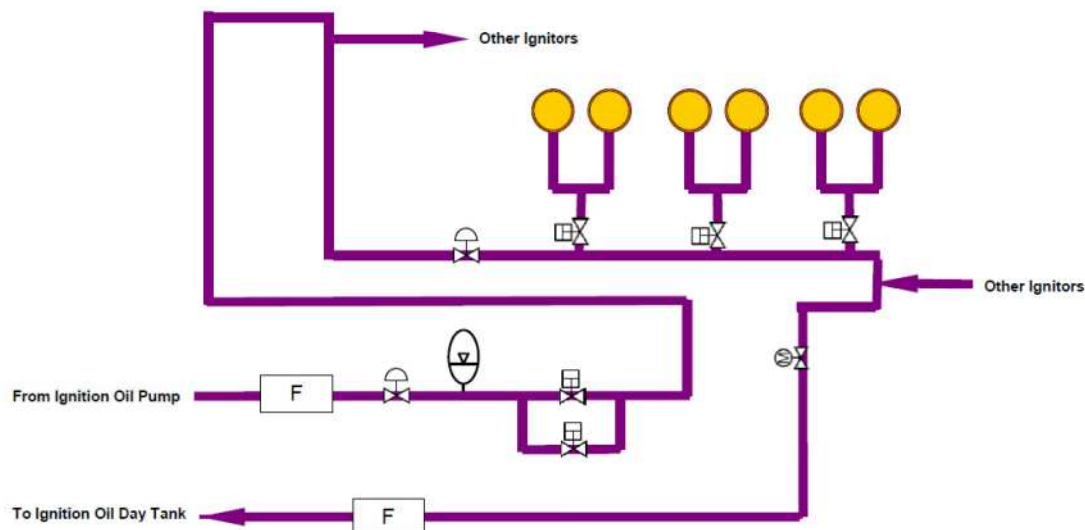 Other Ignitors
Other Ignitors
M
From Ignition Oil Pump
F
To Ignition Oil Day Tank
F